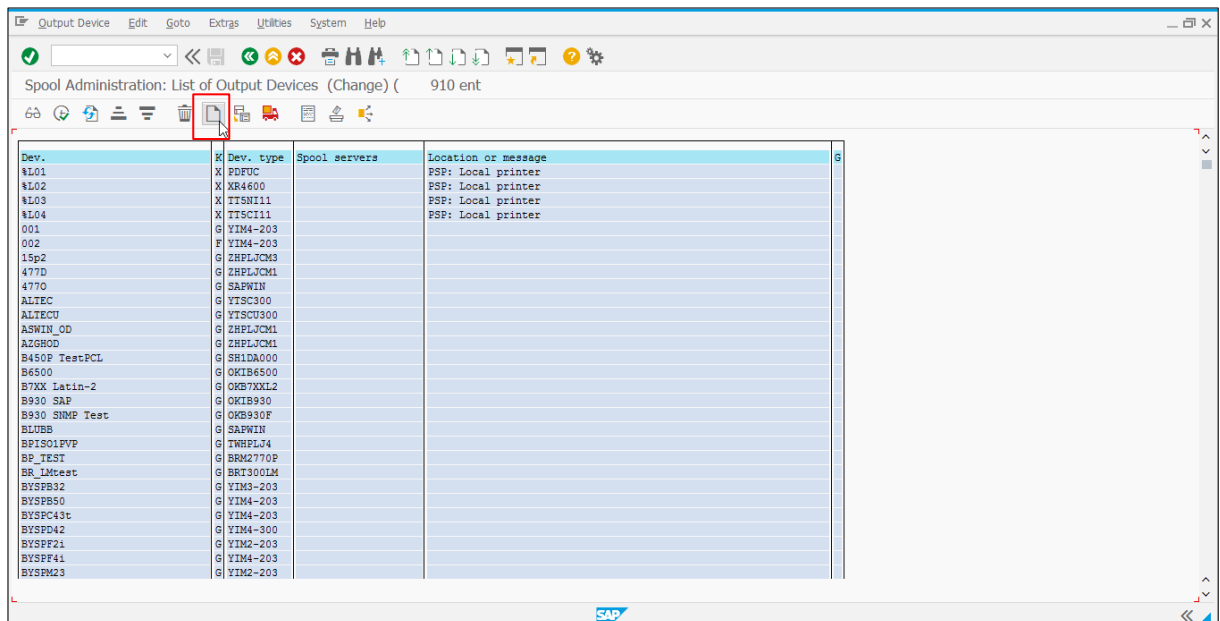 Output Device Edit Goto Extras Utilities System Help
Spool Administration: List of Output Devices (Change) ( 910 ent
Dev. K Dev. type Spool servers Location or message G
%L01 X PDFUC PSP: Local printer
%L02 X XR4600 PSP: Local printer
%L03 X TT5NI11 PSP: Local printer
%L04 X TT5CI11 PSP: Local printer
001 G YIM4-203
002 F YIM4-203
15p2 G ZHPLJCM3
477D G ZHPLJCM1
477O G SAPWIN
ALTEC G YTSC300
ALTECU G YTSCU300
ASWIN_OD G ZHPLJCM1
AZGHOD G ZHPLJCM1
B450P TestPCL G SH1DA000
B6500 G OKIB6500
B7XX Latin-2 G OKB7XXL2
B930 SAP G OKIB930
B930 SNMP Test G OKB930F
BLUBB G SAPWIN
BPISO1PVP G TWHPLJ4
BP_TEST G BRM2770P
BR_LMtest G BRT300LM
BYSPB32 G YIM3-203
BYSPB50 G YIM4-203
BYSPC43t G YIM4-203
BYSPD42 G YIM4-300
BYSPF2i G YIM2-203
BYSPF4i G YIM4-203
BYSPM23 G YIM2-203
SAP